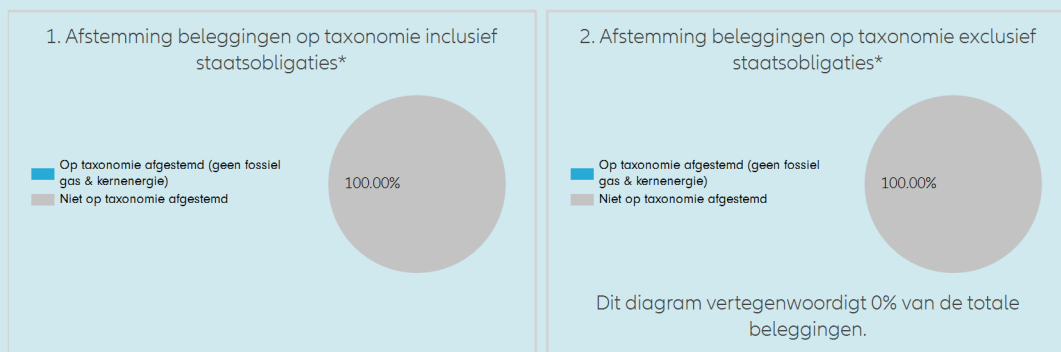 1. Afstemming beleggingen op taxonomie inclusief
staatsobligaties*
Op taxonomie afgestemd (geen fossiel
gas & kernenergie)
Niet op taxonomie afgestemd
100.00%
2. Afstemming beleggingen op taxonomie exclusief
staatsobligaties*
Op taxonomie afgestemd (geen fossiel
gas & kernenergie)
Niet op taxonomie afgestemd
100.00%
Dit diagram vertegenwoordigt 0% van de totale
beleggingen.